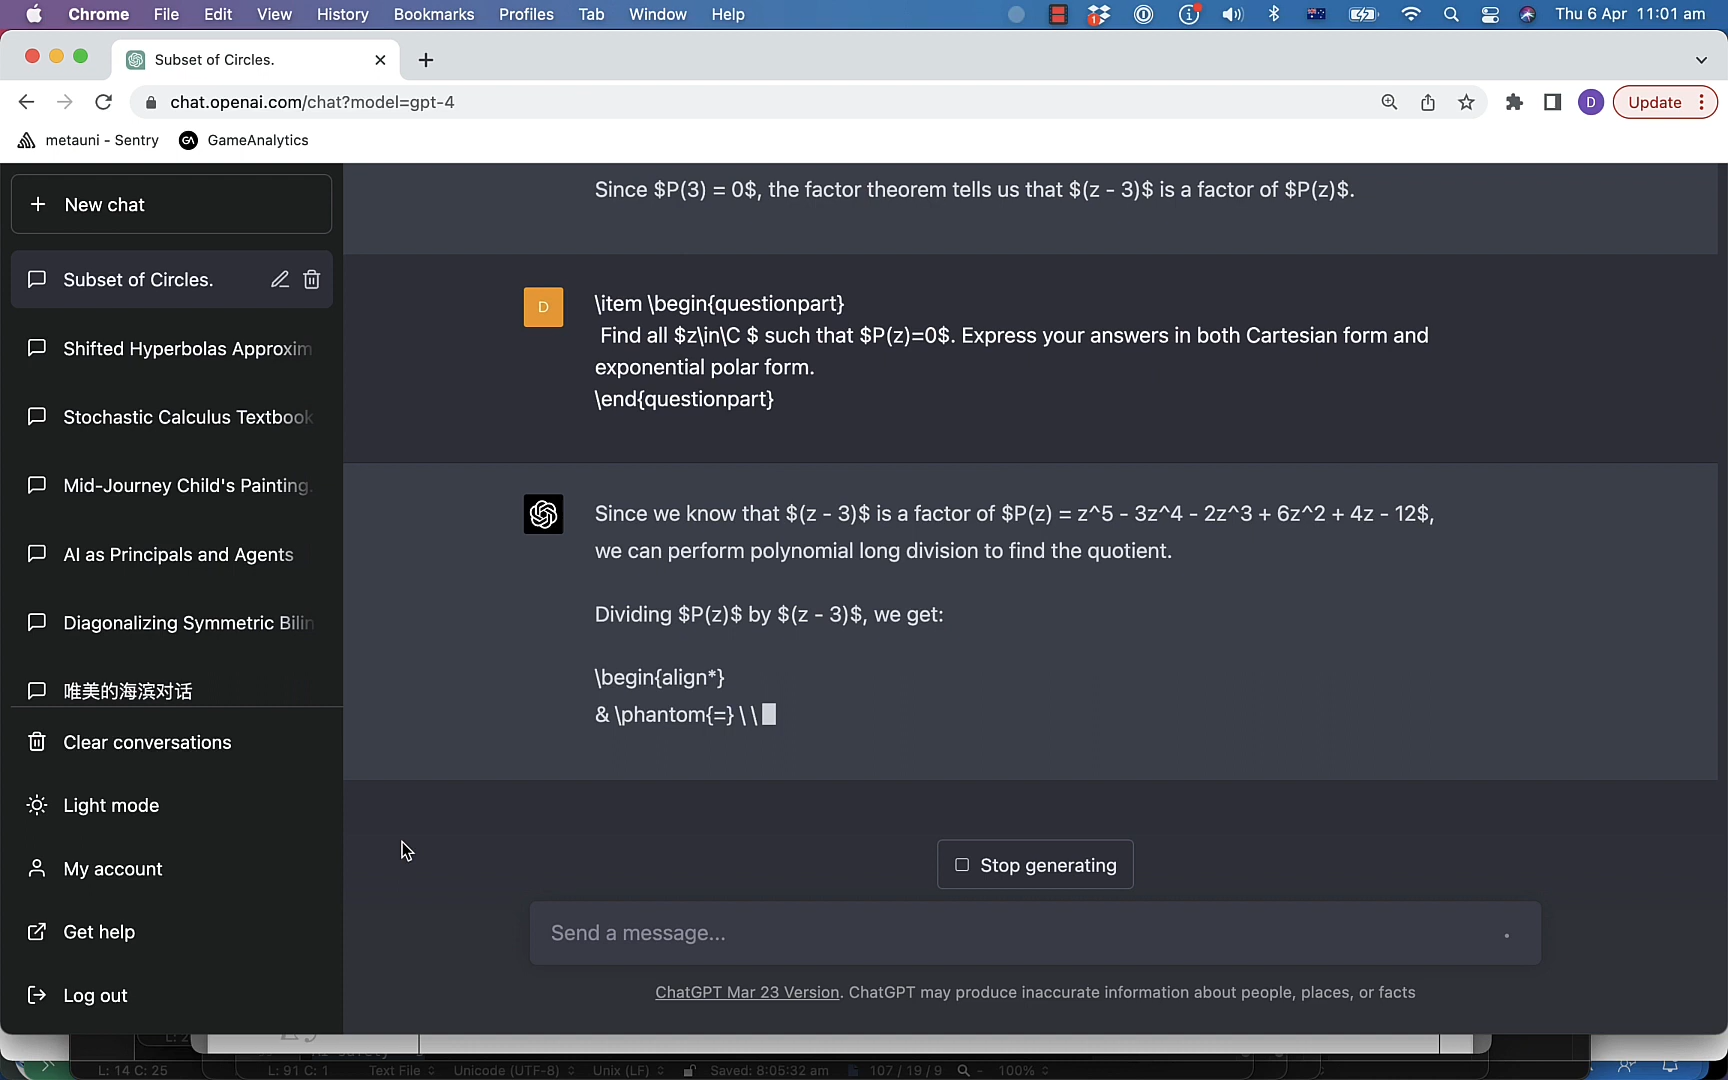 Chrome File Edit View History Bookmarks Profiles Tab Window Help
1
Thu 6 Apr 11:01 am
Subset of Circles.
chat.openai.com/chat?model=gpt-4
D
Update
metauni - Sentry
GA GameAnalytics
New chat
Subset of Circles.
Shifted Hyperbolas Approxim
Stochastic Calculus Textbook
Mid-Journey Child's Painting.
AI as Principals and Agents
Diagonalizing Symmetric Bilin
唯美的海滨对话
Clear conversations
Light mode
My account
Get help
Log out
Since $P(3) = 0$, the factor theorem tells us that $(z - 3)$ is a factor of $P(z)$.
D
\item \begin{questionpart}
Find all $z\in\C $ such that $P(z)=0$. Express your answers in both Cartesian form and
exponential polar form.
\end{questionpart}
Since we know that $(z - 3)$ is a factor of $P(z) = z^5 - 3z^4 - 2z^3 + 6z^2 + 4z - 12$,
we can perform polynomial long division to find the quotient.
Dividing $P(z)$ by $(z - 3)$, we get:
\begin{align*}
& \phantom{=} \ \
Stop generating
Send a message...
ChatGPT Mar 23 Version. ChatGPT may produce inaccurate information about people, places, or facts
L: 14 C: 25
L: 91 C: 1 Text File Unicode (UTF-8) Unix (LF) Saved: 8:05:32 am 107 / 19 / 9 100%